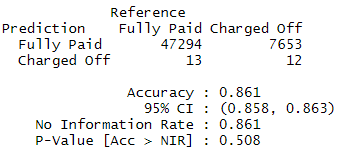 Reference
Prediction Fully Paid Charged Off
Fully Paid 47294 7653
Charged Off 13 12
Accuracy : 0.861
95% CI : (0.858, 0.863)
No Information Rate : 0.861
P-Value [Acc > NIR] : 0.508